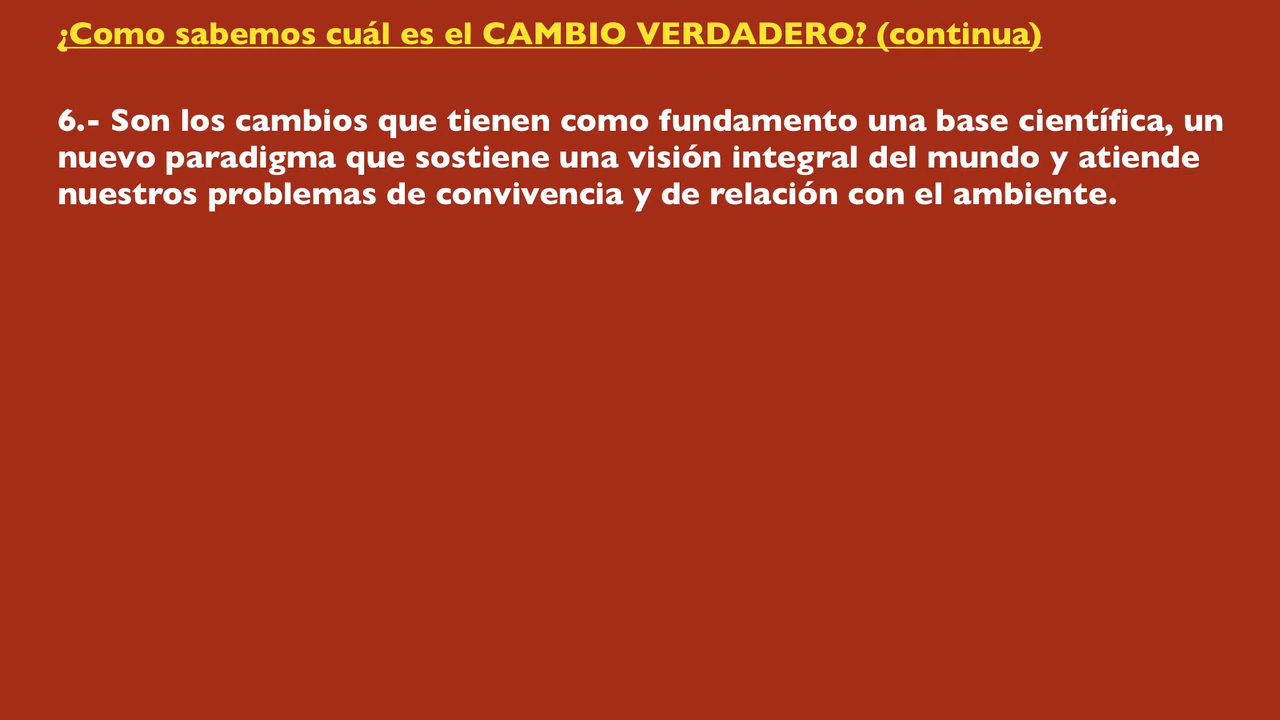 ¿Como sabemos cuál es el CAMBIO VERDADERO? (continua)
6.- Son los cambios que tienen como fundamento una base científica, un
nuevo paradigma que sostiene una visión integral del mundo y atiende
nuestros problemas de convivencia y de relación con el ambiente.